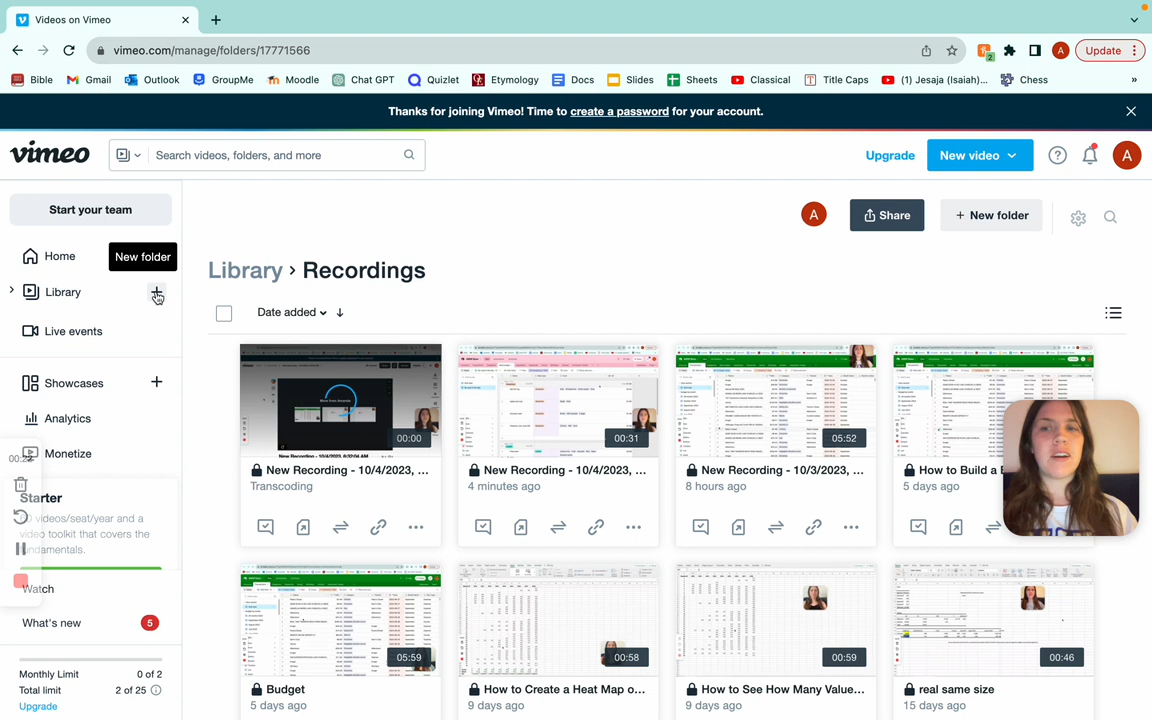 Videos on Vimeo
vimeo.com/manage/folders/17771566
2
A
Update
Bible
Gmail
Outlook
GroupMe
Moodle
Chat GPT
Quizlet
Etymology
Docs
Slides
Sheets
Classical
Title Caps
(1) Jesaja (Isaiah)...
Chess
»
Thanks for joining Vimeo! Time to create a password for your account.
vimeo
Search videos, folders, and more
Upgrade
New video
A
Start your team
A
Share
+ New folder
Home
New folder
Library
Library › Recordings
Live events
Date added
Showcases
Analytics
Monetize
Starter
videos/seat/year and a
video toolkit that covers the
fundamentals.
Watch
What's new
5
Monthly Limit
0 of 2
Total limit
2 of 25
Upgrade
00:00
New Recording - 10/4/2023, ...
Transcoding
00:31
New Recording - 10/4/2023, ...
4 minutes ago
05:52
New Recording - 10/3/2023, ...
8 hours ago
How to Build a
5 days ago
05:59
Budget
5 days ago
00:58
How to Create a Heat Map o...
9 days ago
00:59
How to See How Many Value...
9 days ago
00:46
real same size
15 days ago